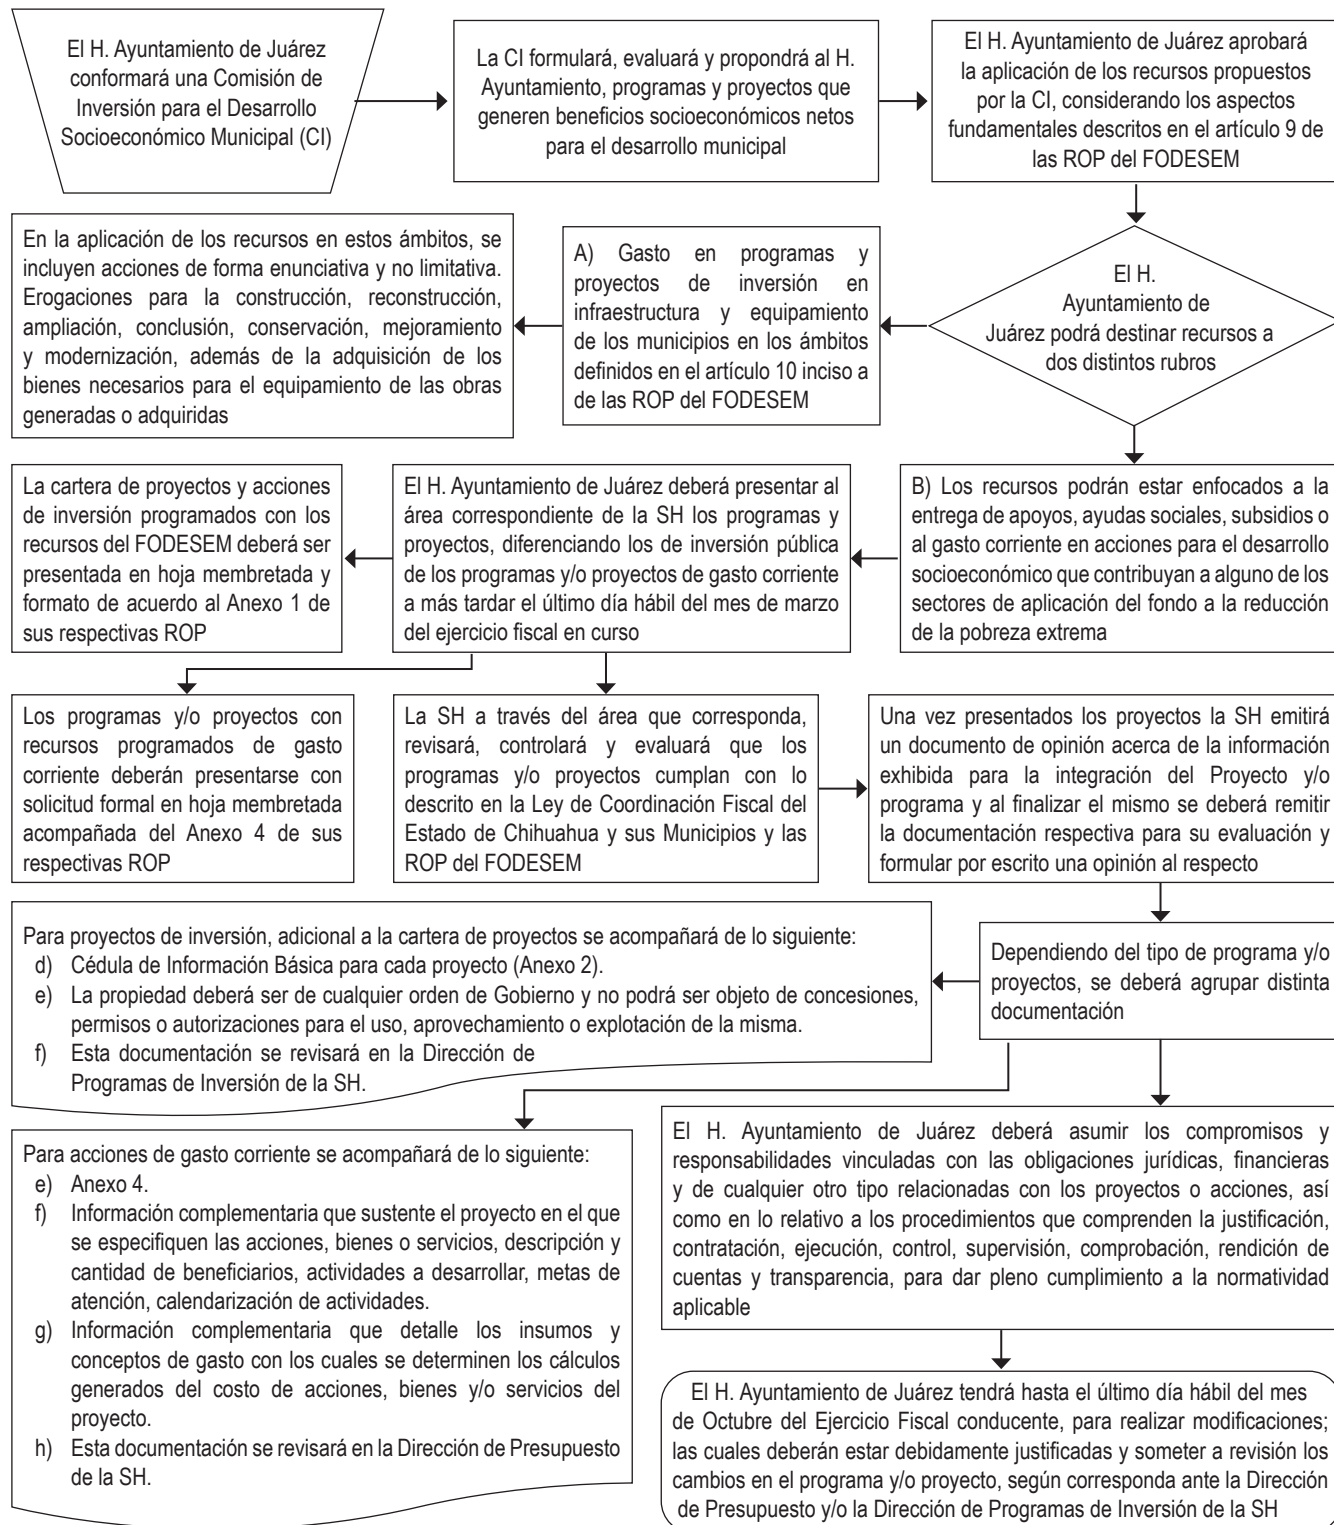 El H. Ayuntamiento de Juárez
conformará una Comisión de
Inversión para el Desarrollo
Socioeconómico Municipal (CI)
La CI formulará, evaluará y propondrá al H.
Ayuntamiento, programas y proyectos que
generen beneficios socioeconómicos netos
para el desarrollo municipal
El H. Ayuntamiento de Juárez aprobará
la aplicación de los recursos propuestos
por la CI, considerando los aspectos
fundamentales descritos en el artículo 9 de
las ROP del FODESEM
El H.
Ayuntamiento de
Juárez podrá destinar recursos a
dos distintos rubros
A) Gasto en programas y
proyectos de inversión en
infraestructura y equipamiento
de los municipios en los ámbitos
definidos en el artículo 10 inciso a
de las ROP del FODESEM
En la aplicación de los recursos en estos ámbitos, se
incluyen acciones de forma enunciativa y no limitativa.
Erogaciones para la construcción, reconstrucción,
ampliación, conclusión, conservación, mejoramiento
y modernización, además de la adquisición de los
bienes necesarios para el equipamiento de las obras
generadas o adquiridas
B) Los recursos podrán estar enfocados a la
entrega de apoyos, ayudas sociales, subsidios o
al gasto corriente en acciones para el desarrollo
socioeconómico que contribuyan a alguno de los
sectores de aplicación del fondo a la reducción
de la pobreza extrema
El H. Ayuntamiento de Juárez deberá presentar al
área correspondiente de la SH los programas y
proyectos, diferenciando los de inversión pública
de los programas y/o proyectos de gasto corriente
a más tardar el último día hábil del mes de marzo
del ejercicio fiscal en curso
La cartera de proyectos y acciones
de inversión programados con los
recursos del FODESEM deberá ser
presentada en hoja membretada y
formato de acuerdo al Anexo 1 de
sus respectivas ROP
Los programas y/o proyectos con
recursos programados de gasto
corriente deberán presentarse con
solicitud formal en hoja membretada
acompañada del Anexo 4 de sus
respectivas ROP
La SH a través del área que corresponda,
revisará, controlará y evaluará que los
programas y/o proyectos cumplan con lo
descrito en la Ley de Coordinación Fiscal del
Estado de Chihuahua y sus Municipios y las
ROP del FODESEM
Una vez presentados los proyectos la SH emitirá
un documento de opinión acerca de la información
exhibida para la integración del Proyecto y/o
programa y al finalizar el mismo se deberá remitir
la documentación respectiva para su evaluación y
formular por escrito una opinión al respecto
Dependiendo del tipo de programa y/o
proyectos, se deberá agrupar distinta
documentación
Para proyectos de inversión, adicional a la cartera de proyectos se acompañará de lo siguiente:
d) Cédula de Información Básica para cada proyecto (Anexo 2).
e) La propiedad deberá ser de cualquier orden de Gobierno y no podrá ser objeto de concesiones,
permisos o autorizaciones para el uso, aprovechamiento o explotación de la misma.
f) Esta documentación se revisará en la Dirección de
Programas de Inversión de la SH.
Para acciones de gasto corriente se acompañará de lo siguiente:
e) Anexo 4.
f) Información complementaria que sustente el proyecto en el que
se especifiquen las acciones, bienes o servicios, descripción y
cantidad de beneficiarios, actividades a desarrollar, metas de
atención, calendarización de actividades.
g) Información complementaria que detalle los insumos y
conceptos de gasto con los cuales se determinen los cálculos
generados del costo de acciones, bienes y/o servicios del
proyecto.
h) Esta documentación se revisará en la Dirección de Presupuesto
de la SH.
El H. Ayuntamiento de Juárez deberá asumir los compromisos y
responsabilidades vinculadas con las obligaciones jurídicas, financieras
y de cualquier otro tipo relacionadas con los proyectos o acciones, así
como en lo relativo a los procedimientos que comprenden la justificación,
contratación, ejecución, control, supervisión, comprobación, rendición de
cuentas y transparencia, para dar pleno cumplimiento a la normatividad
aplicable
El H. Ayuntamiento de Juárez tendrá hasta el último día hábil del mes
de Octubre del Ejercicio Fiscal conducente, para realizar modificaciones;
las cuales deberán estar debidamente justificadas y someter a revisión los
cambios en el programa y/o proyecto, según corresponda ante la Dirección
de Presupuesto y/o la Dirección de Programas de Inversión de la SH